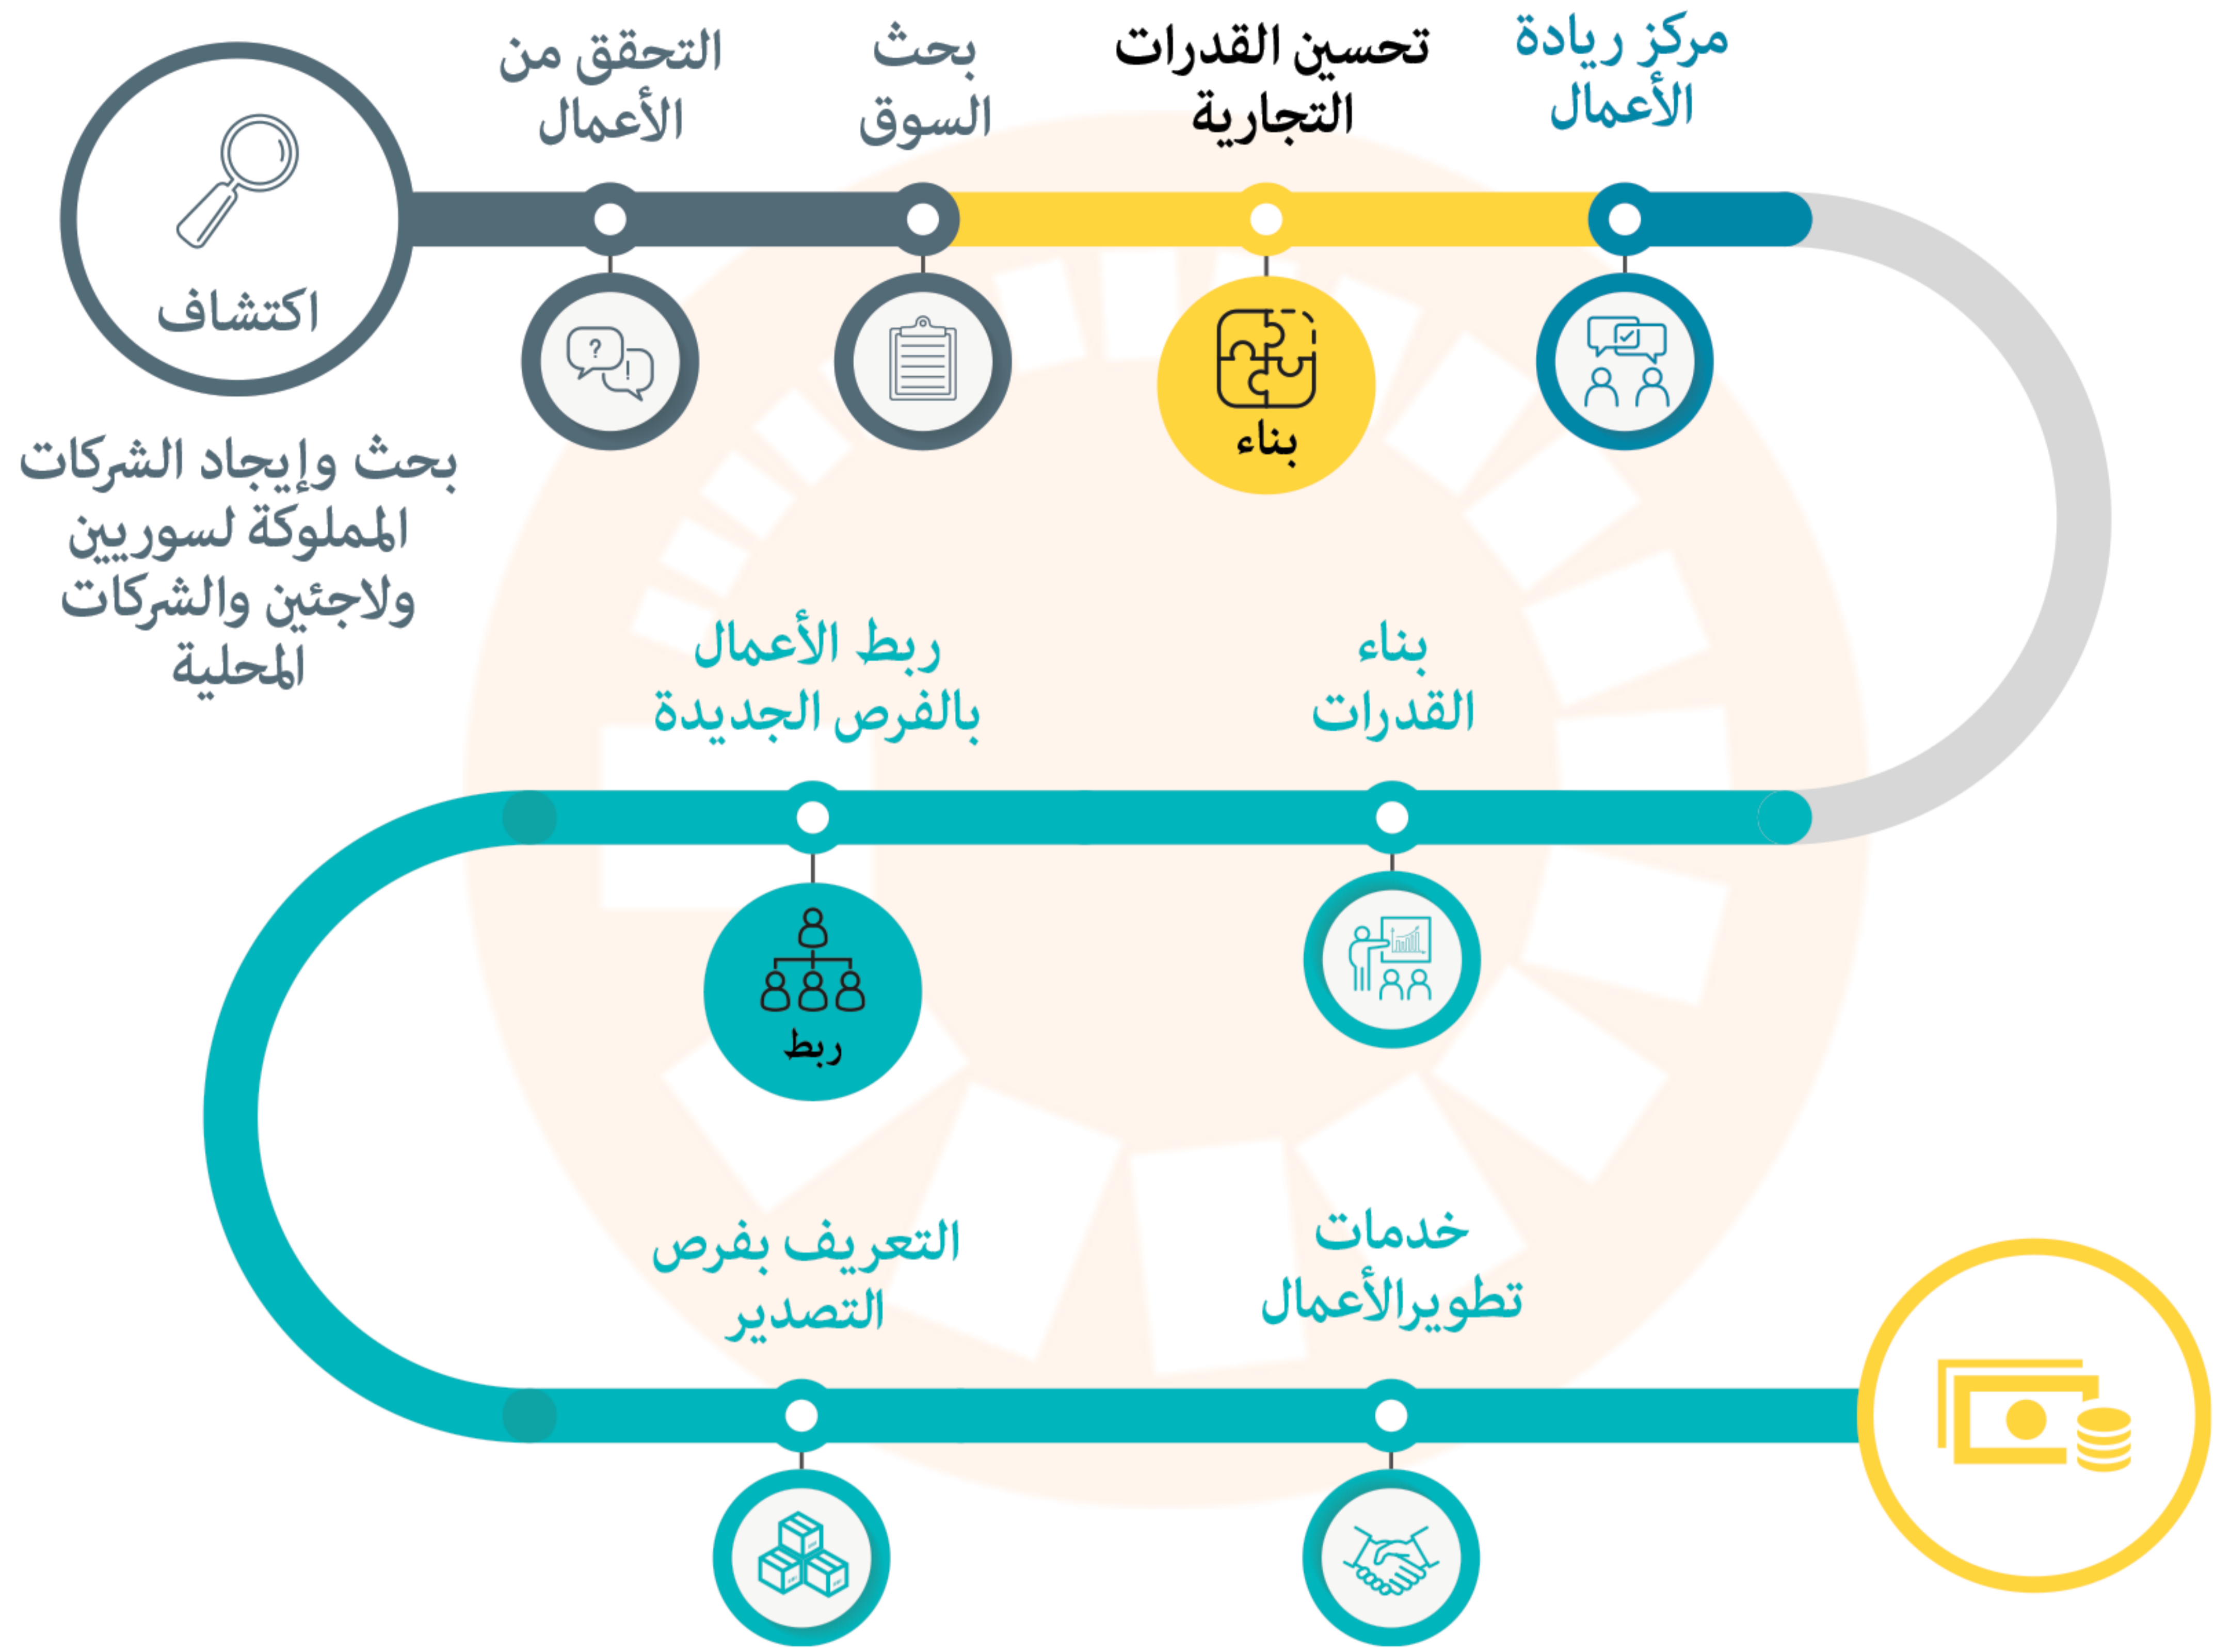 اكتشاف
بحث وإيجاد الشركات
المملوكة لسوريين
ولاجئين والشركات
المحلية
التحقق من
الأعمال
بحث
السوق
تحسين القدرات
التجارية
بناء
مركز ريادة
الأعمال
بناء
القدرات
ربط الأعمال
بالفرص الجديدة
ربط
التعريف بفرص
التصدير
خدمات
تطويرالأعمال